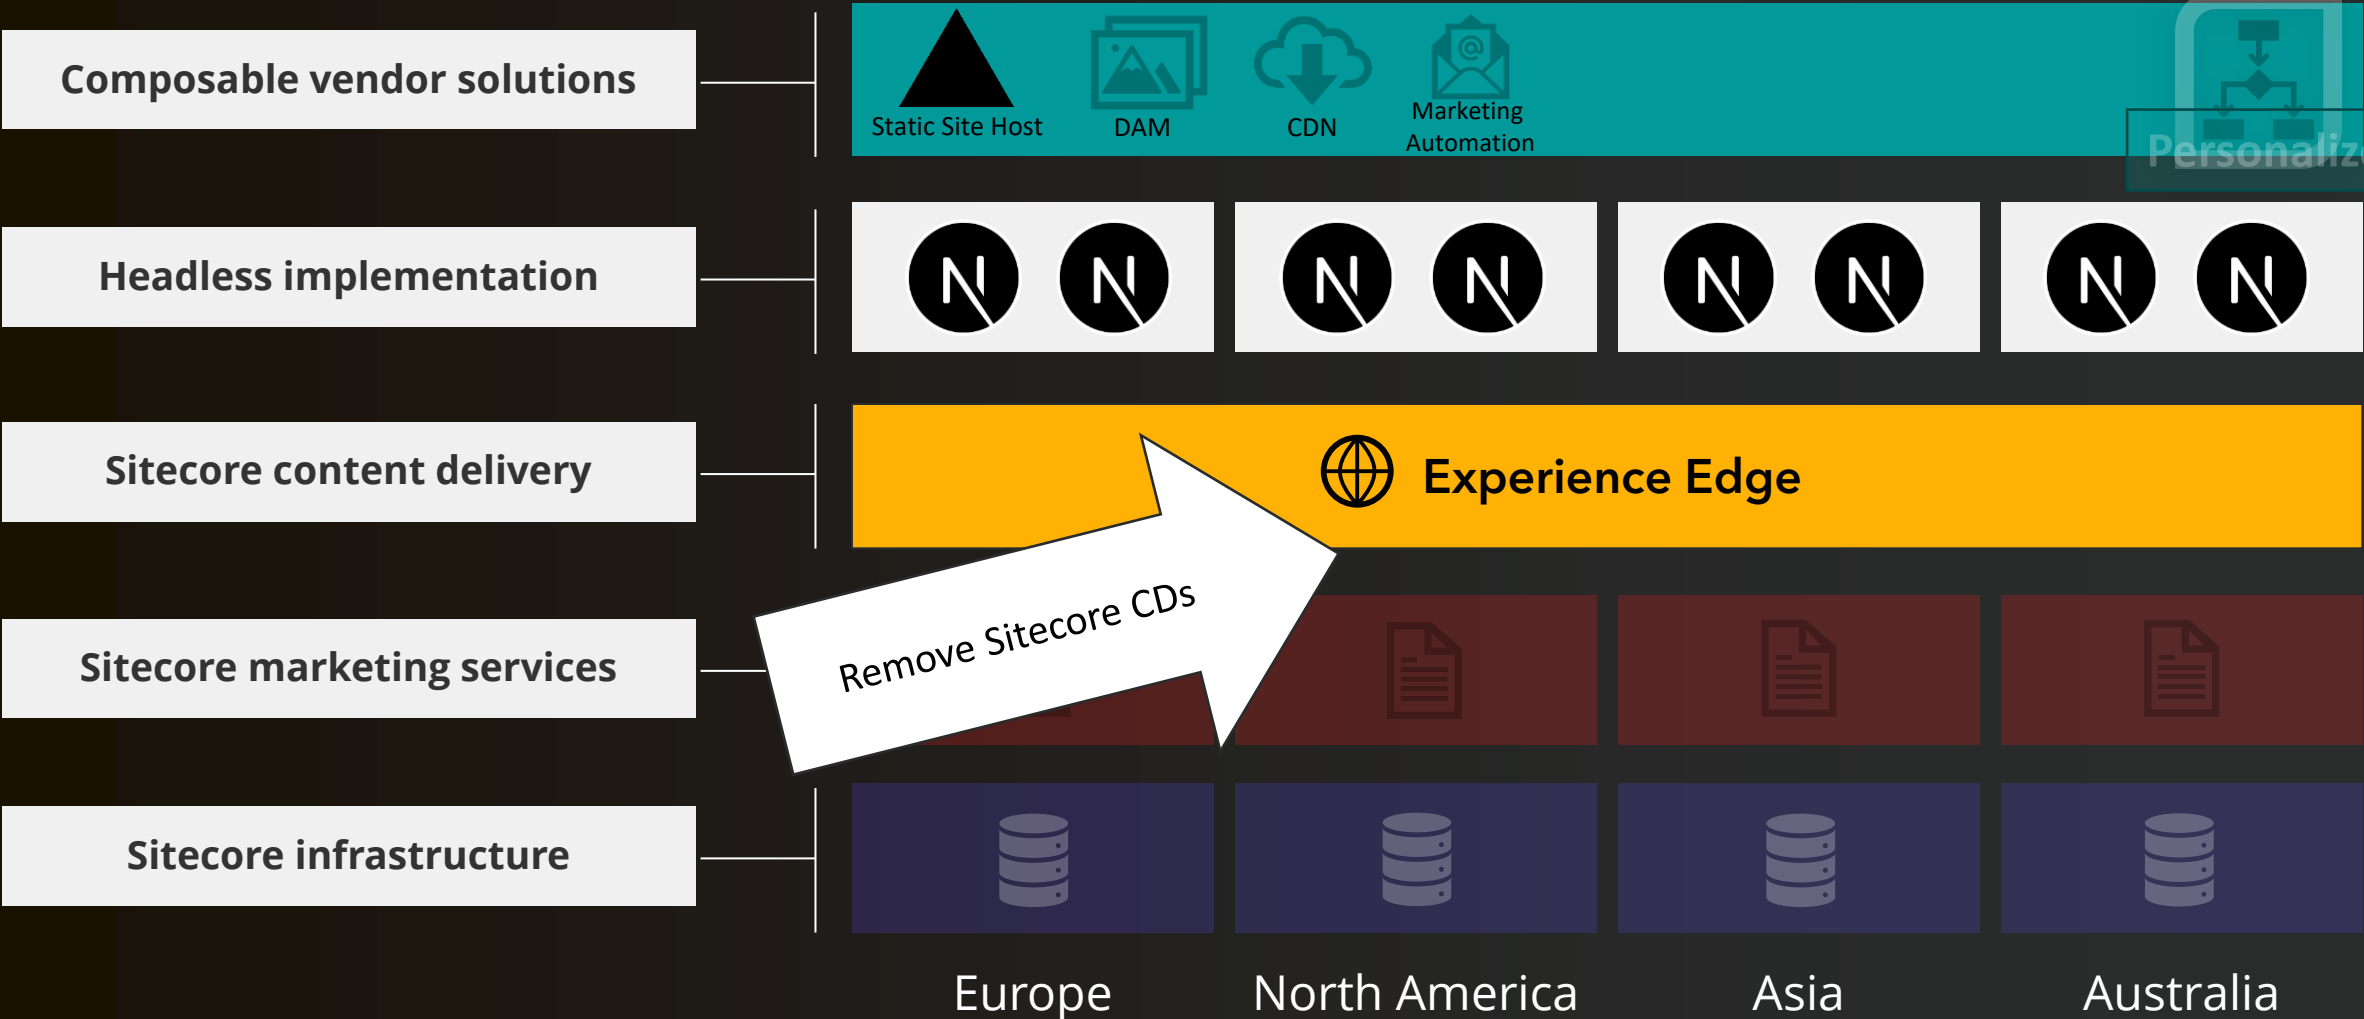 Composable vendor solutions
Static Site Host
DAM
CDN
Marketing
Automation
Personalize
Headless implementation
Sitecore content delivery
Experience Edge
Remove Sitecore CDs
Sitecore marketing services
Sitecore infrastructure
Europe
North America
Asia
Australia